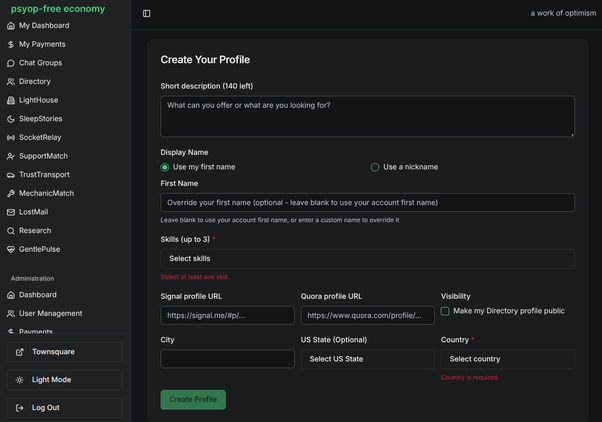 psyop-free economy
My Dashboard
My Payments
Chat Groups
Directory
LightHouse
SleepStories
SocketRelay
SupportMatch
TrustTransport
MechanicMatch
LostMail
Research
GentlePulse
Administration
Dashboard
User Management
Payments
Townsquare
Light Mode
Log Out
a work of optimism
Create Your Profile
Short description (140 left)
What can you offer or what are you looking for?
Display Name
Use my first name
Use a nickname
First Name
Override your first name (optional - leave blank to use your account first name)
Leave blank to use your account first name, or enter a custom name to override it
Skills (up to 3) *
Select skills
Select at least one skill.
Signal profile URL
Quora profile URL
Visibility
https://signal.me/#p/...
https://www.quora.com/profile/...
Make my Directory profile public
City
US State (Optional)
Country *
Select US State
Select country
Country is required.
Create Profile